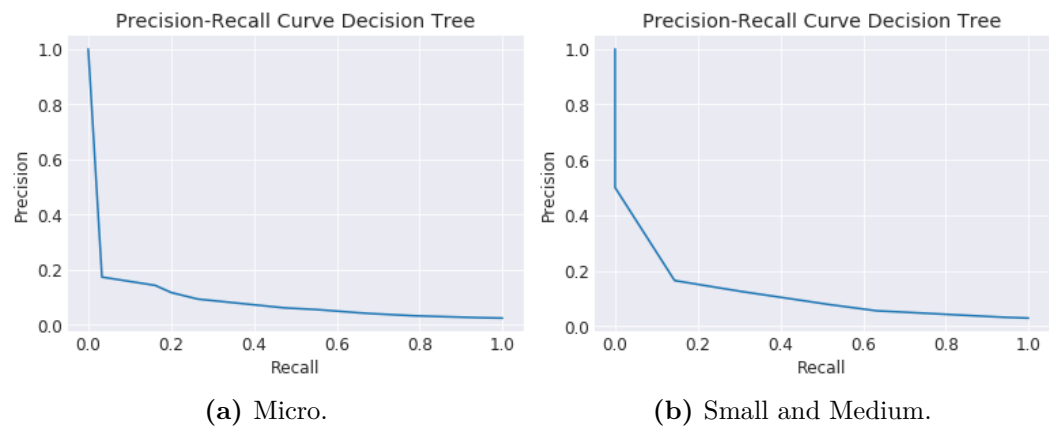 Precision-Recall Curve Decision Tree
1.0
0.8
0.6
0.4
0.2
0.0
Precision
0.0 0.2 0.4 0.6 0.8 1.0
Recall
(a) Micro.
Precision-Recall Curve Decision Tree
1.0
0.8
0.6
0.4
0.2
0.0
Precision
0.0 0.2 0.4 0.6 0.8 1.0
Recall
(b) Small and Medium.